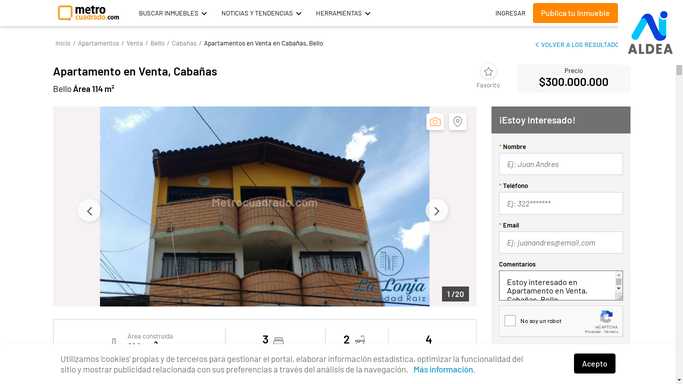 metro
cuadrado.com
BUSCAR INMUEBLES
NOTICIAS Y TENDENCIAS
HERRAMIENTAS
INGRESAR
Publica tu Inmueble
AlDEA
Inicio / Apartamentos / Venta / Bello / Cabañas / Apartamentos en Venta en Cabañas, Bello
VOLVER A LOS RESULTADO
Apartamento en Venta, Cabañas
Bello Área 114 m²
Favorito
Precio
$300.000.000
Metrocuadrado.com
La Lonja
1 / 20
¡Estoy Interesado!
* Nombre
Ej: Juan Andres
* Teléfono
Ej: 322*******
* Email
Ej: juanandres@email.com
Comentarios
Estoy interesado en
Apartamento en Venta,
Cabañas, Bello
No soy un robot
reCAPTCHA
Privacidad - Términos
Área construida
3
2
4
Utilizamos 'cookies' propias y de terceros para gestionar el portal, elaborar información estadística, optimizar la funcionalidad del
sitio y mostrar publicidad relacionada con sus preferencias a través del análisis de la navegación. Más información.
Acepto